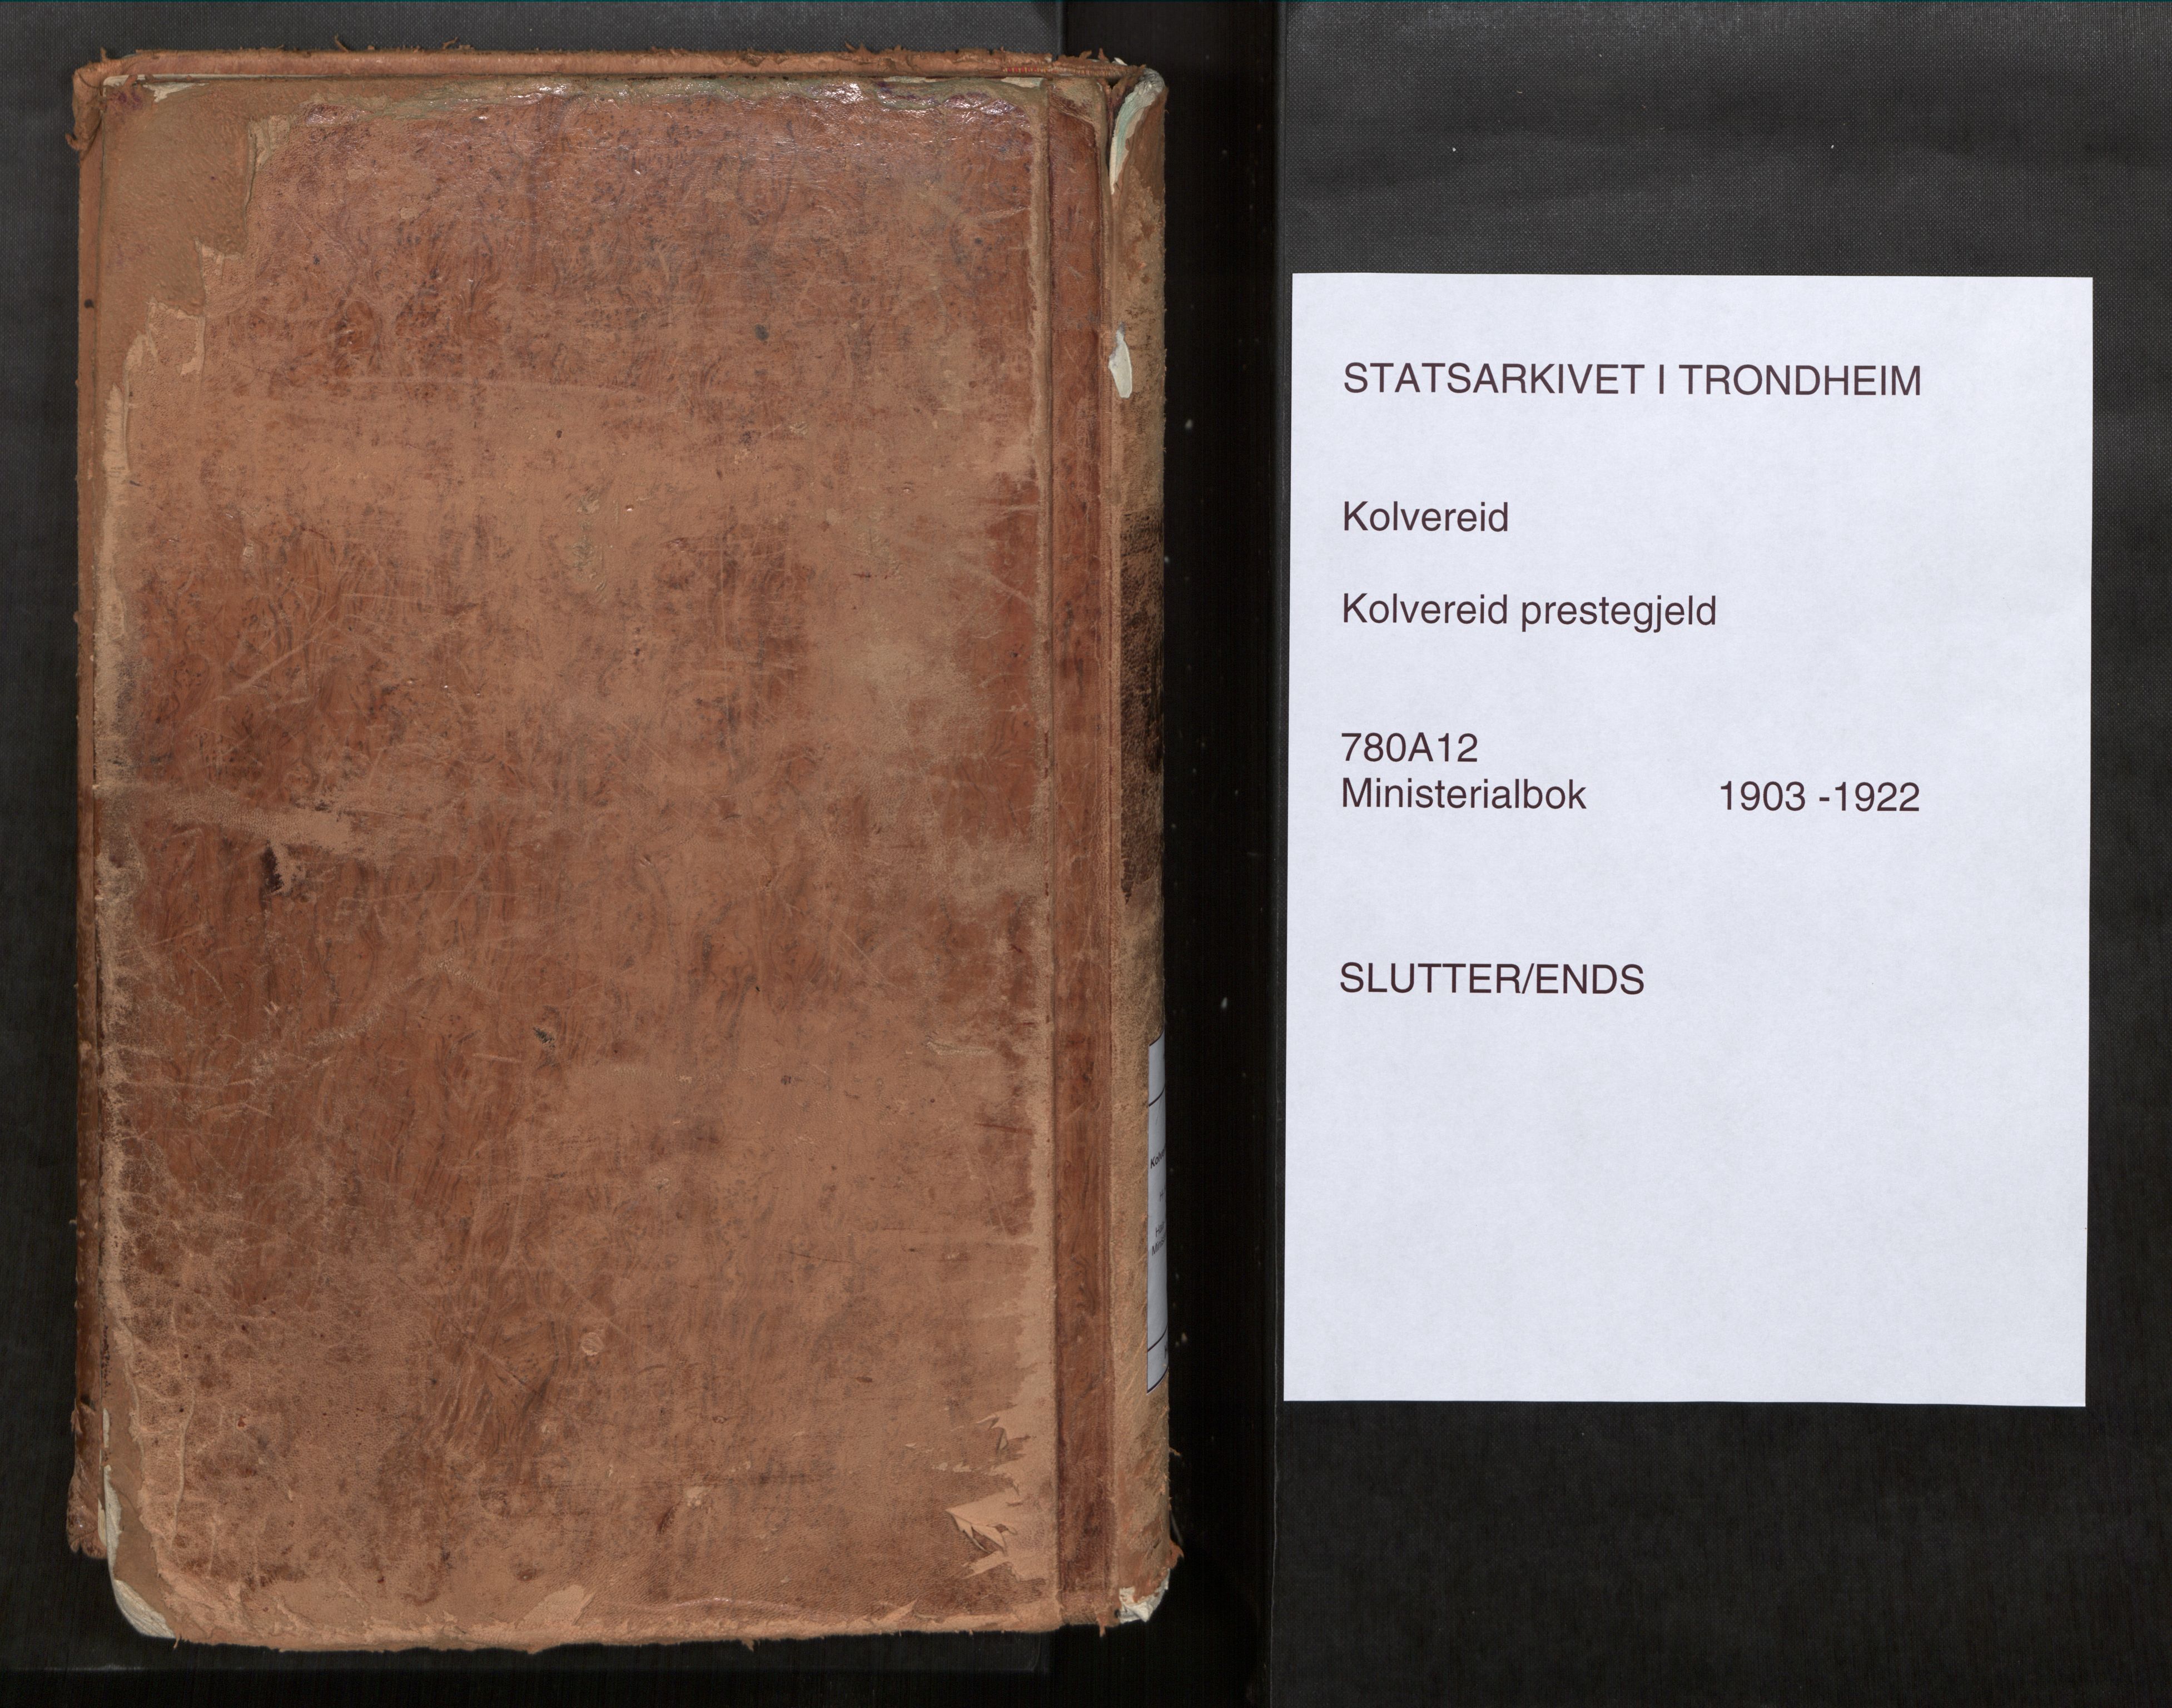 STATSARKIVET I TRONDHEIM
Kolvereid
Kolvereid prestegjeld
780A12
Ministerialbok 1903 -1922
SLUTTER/ENDS